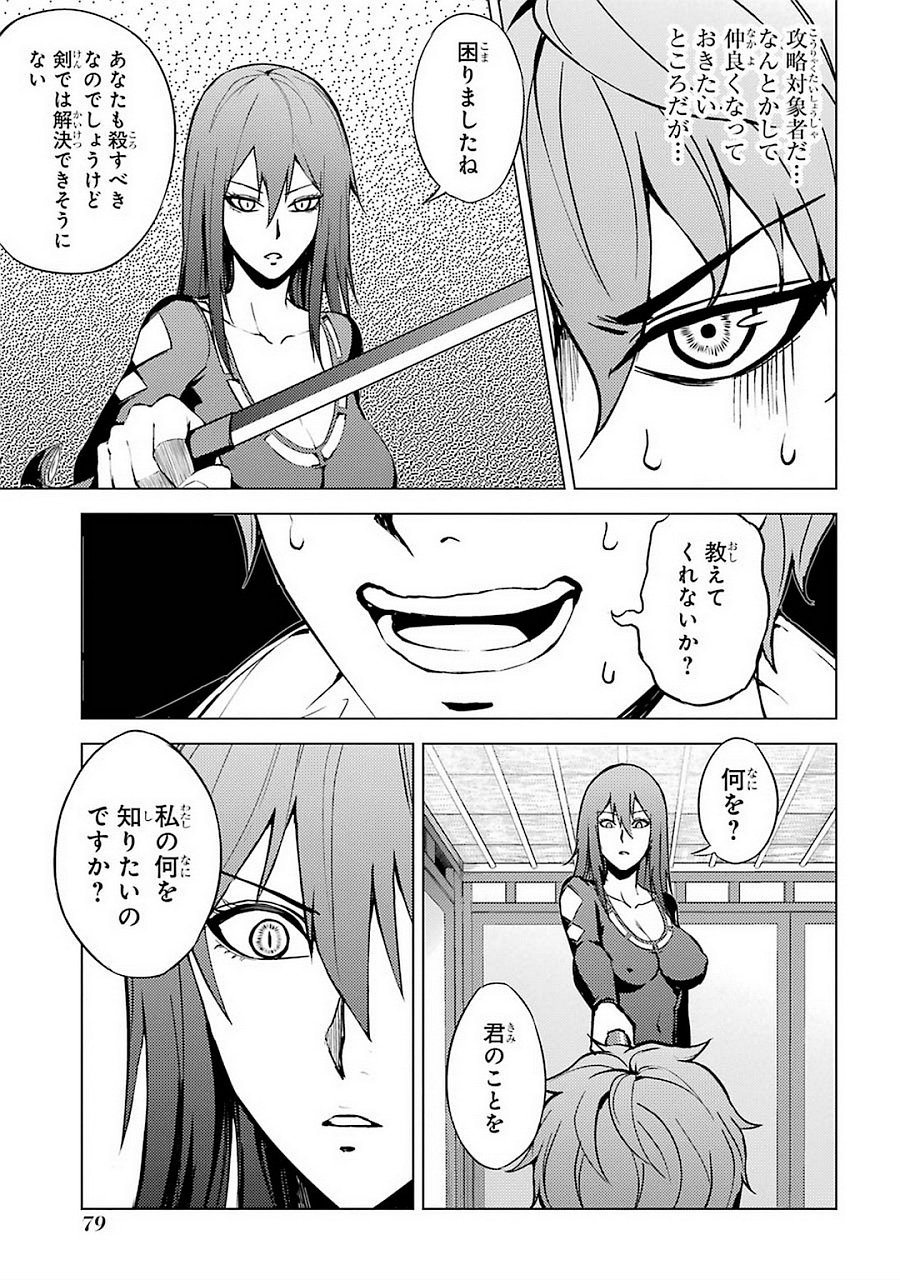 攻略対象者だ…
なんとかして
仲良くなって
おきたい
ところだが…
困りましたね
あなたも殺すべき
なのでしょうけど
剣では解決できそうに
ない
教えて
くれないか？
何を？
君のことを
私の何を
知りたいの
ですか？
79